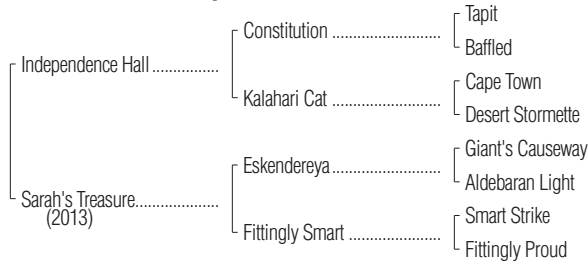 Tapit
Constitution
Baffled
Independence Hall
Cape Town
Kalahari Cat
Desert Stormette
Giant's Causeway
Eskendereya
Aldebaran Light
Sarah's Treasure
(2013)
Smart Strike
Fittingly Smart
Fittingly Proud